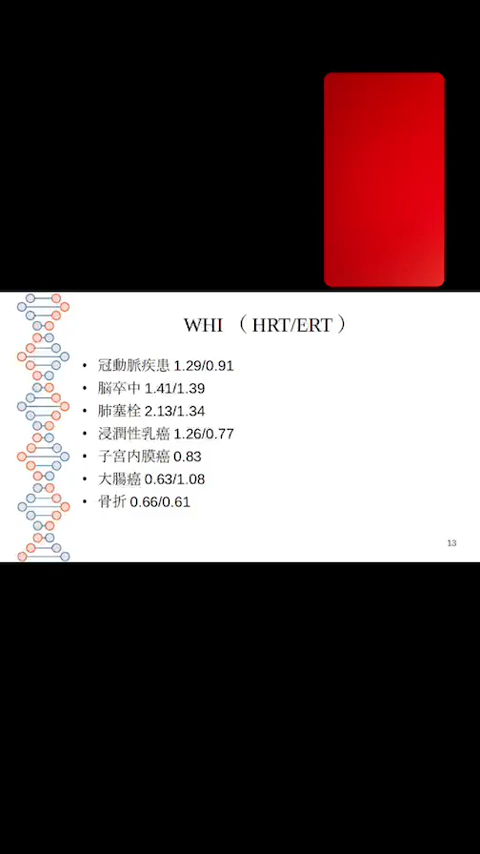 WHI （ HRT/ERT ）
• 冠動脈疾患 1.29/0.91
• 脳卒中 1.41/1.39
• 肺塞栓 2.13/1.34
• 浸潤性乳癌 1.26/0.77
• 子宮内膜癌 0.83
• 大腸癌 0.63/1.08
• 骨折 0.66/0.61
13